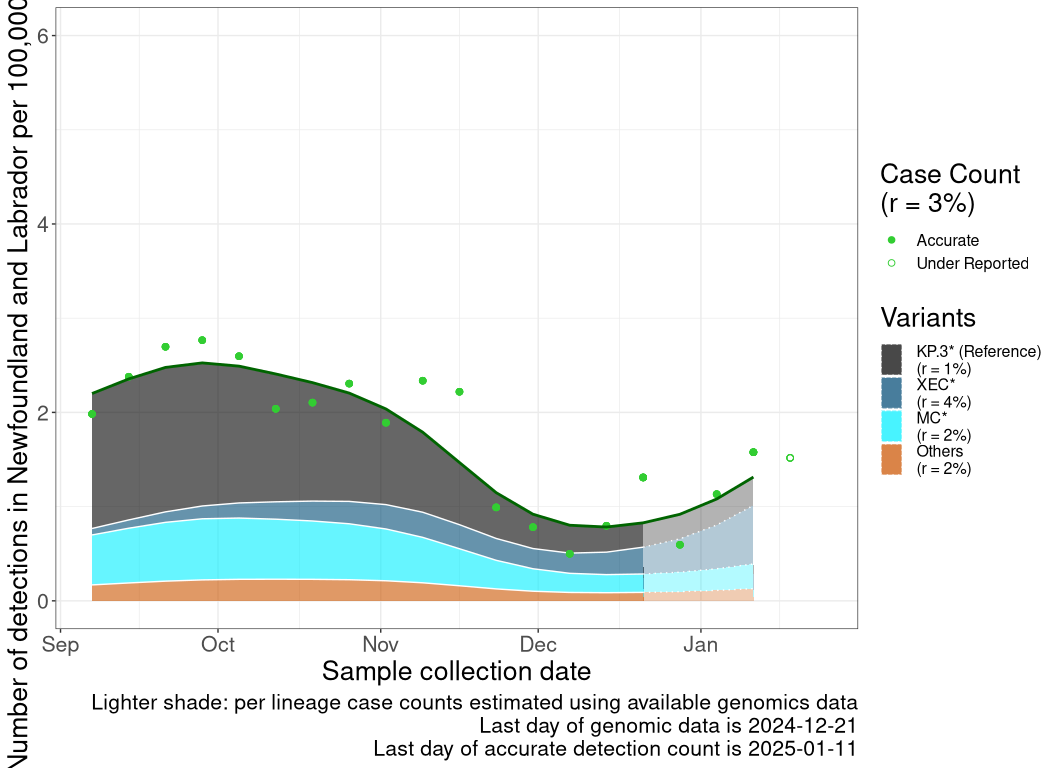 Number of detections in Newfoundland and Labrador per 100,000
6
4
2
0
Sep Oct Nov Dec Jan
Sample collection date
Lighter shade: per lineage case counts estimated using available genomics data
Last day of genomic data is 2024-12-21
Last day of accurate detection count is 2025-01-11
Case Count
(r = 3%)
Accurate
Under Reported
Variants
KP.3* (Reference)
(r = 1%)
XEC*
(r = 4%)
MC*
(r = 2%)
Others
(r = 2%)